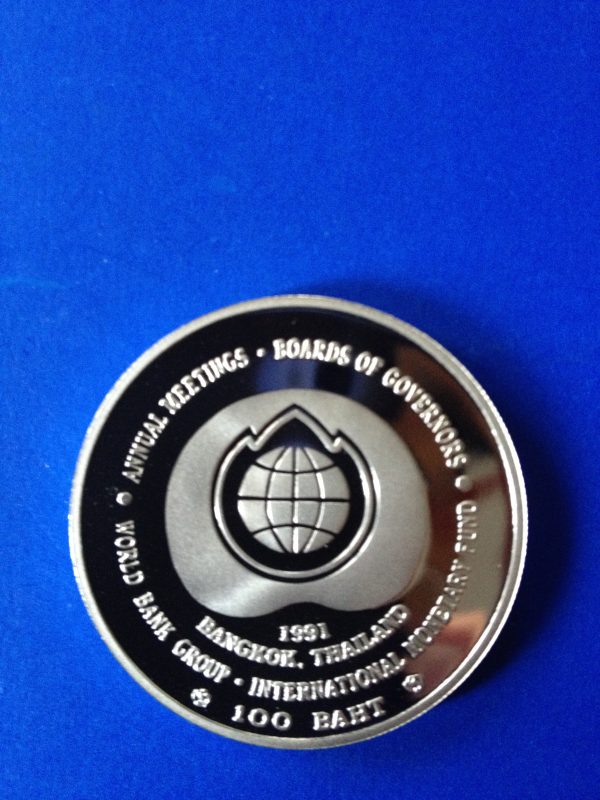 ANNUAL MEETINGS • BOARDS OF GOVERNORS
• WORLD BANK GROUP • INTERNATIONAL MONETARY FUND •
1991
BANGKOK, THAILAND
100 BAHT